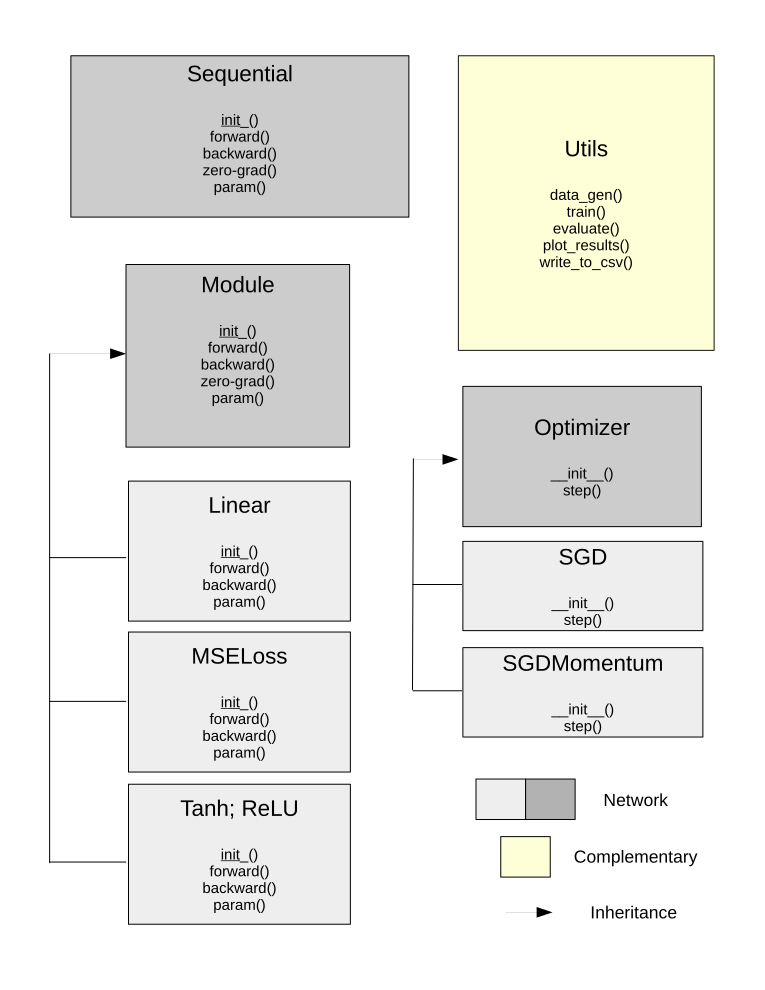 Sequential
init_()
forward()
backward()
zero-grad()
param()
Utils
data_gen()
train()
evaluate()
plot_results()
write_to_csv()
Module
init_()
forward()
backward()
zero-grad()
param()
Optimizer
__init__()
step()
Linear
init_()
forward()
backward()
param()
SGD
__init__()
step()
MSELoss
init_()
forward()
backward()
param()
SGDMomentum
__init__()
step()
Tanh; ReLU
init_()
forward()
backward()
param()
Network
Complementary
Inheritance